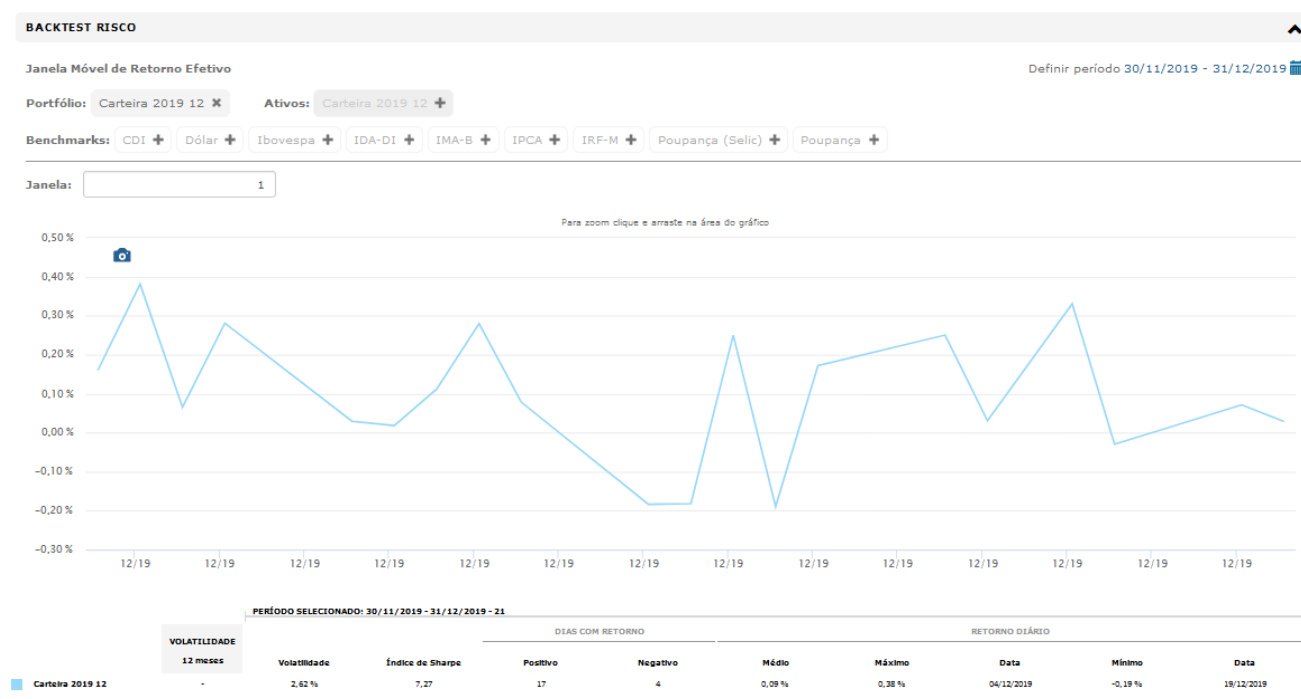 BACKTEST RISCO
Janela Móvel de Retorno Efetivo Definir período 30/11/2019 - 31/12/2019
Portfólio: Carteira 2019 12 ✖ Ativos: Carteira 2019 12 +
Benchmarks: CDI + Dólar + Ibovespa + IDA-DI + IMA-B + IPCA + IRF-M + Poupança (Selic) + Poupança +
Janela: 1
Para zoom clique e arraste na área do gráfico
0,50 %
0,40 %
0,30 %
0,20 %
0,10 %
0,00 %
-0,10 %
-0,20 %
-0,30 %
12/19 12/19 12/19 12/19 12/19 12/19 12/19 12/19 12/19 12/19 12/19 12/19 12/19 12/19
PERÍODO SELECIONADO: 30/11/2019 - 31/12/2019 - 21
DIAS COM RETORNO RETORNO DIÁRIO
VOLATILIDADE
12 meses Volatilidade Índice de Sharpe Positivo Negativo Médio Máximo Data Mínimo Data
Carteira 2019 12 - 2,62 % 7,27 17 4 0,09 % 0,38 % 04/12/2019 -0,19 % 19/12/2019